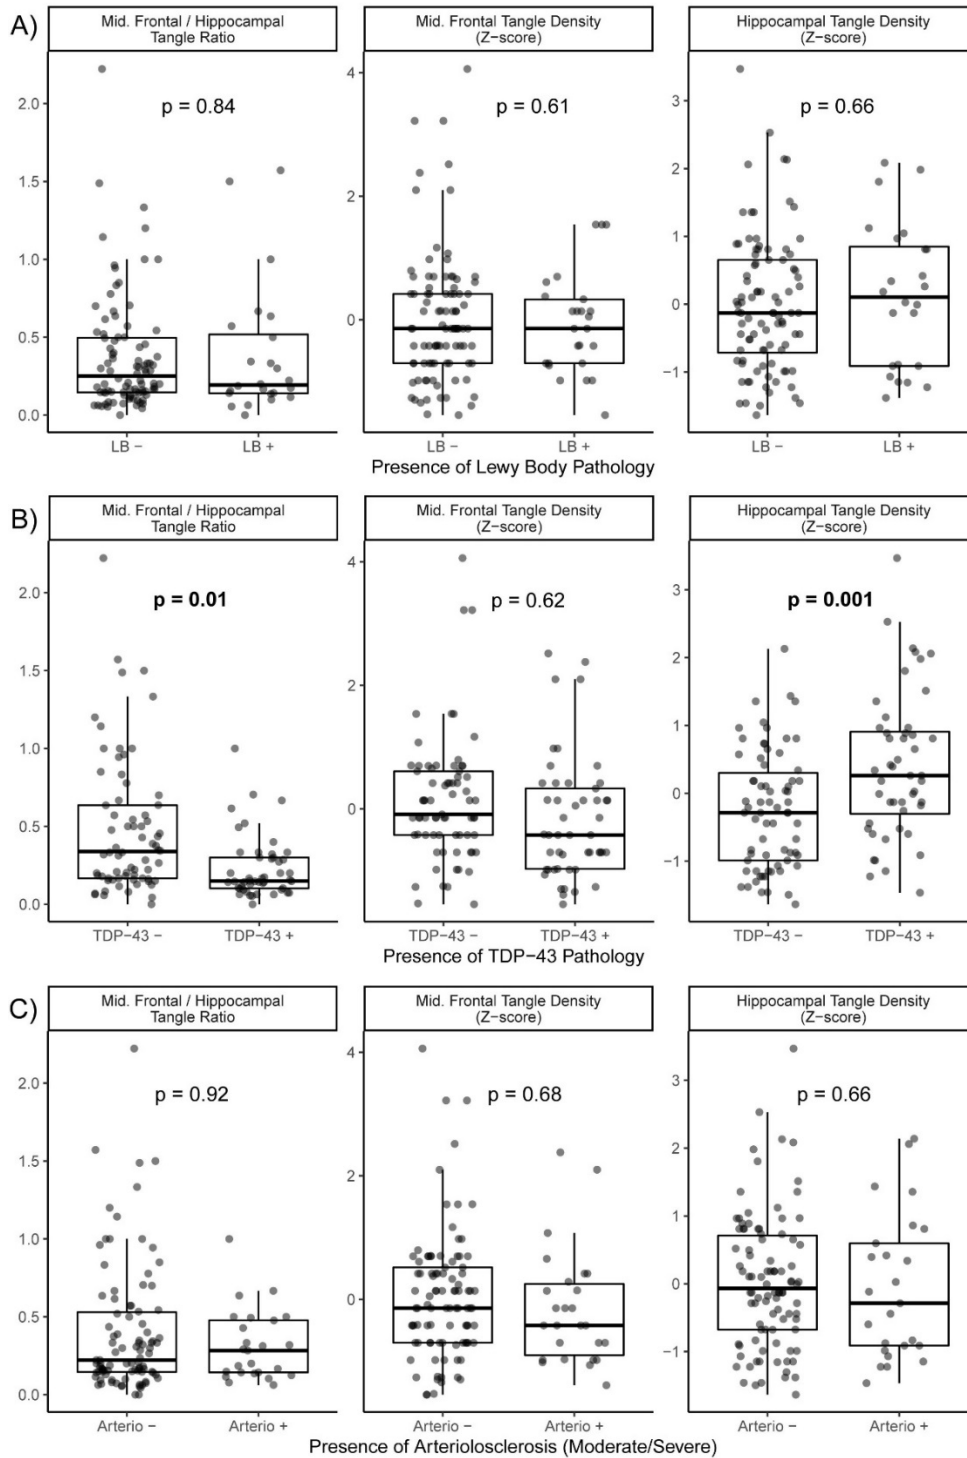 A)
Mid. Frontal / Hippocampal
Tangle Ratio
Mid. Frontal Tangle Density
(Z−score)
Hippocampal Tangle Density
(Z−score)
p = 0.84
p = 0.61
p = 0.66
2.0
1.5
1.0
0.5
0.0
4
2
0
3
2
1
0
−1
LB −
LB +
LB −
LB +
LB −
LB +
Presence of Lewy Body Pathology
B)
Mid. Frontal / Hippocampal
Tangle Ratio
Mid. Frontal Tangle Density
(Z−score)
Hippocampal Tangle Density
(Z−score)
p = 0.01
p = 0.62
p = 0.001
2.0
1.5
1.0
0.5
0.0
4
2
0
3
2
1
0
−1
TDP−43 −
TDP−43 +
TDP−43 −
TDP−43 +
TDP−43 −
TDP−43 +
Presence of TDP−43 Pathology
C)
Mid. Frontal / Hippocampal
Tangle Ratio
Mid. Frontal Tangle Density
(Z−score)
Hippocampal Tangle Density
(Z−score)
p = 0.92
p = 0.68
p = 0.66
2.0
1.5
1.0
0.5
0.0
4
2
0
3
2
1
0
−1
Arterio −
Arterio +
Arterio −
Arterio +
Arterio −
Arterio +
Presence of Arteriolosclerosis (Moderate/Severe)